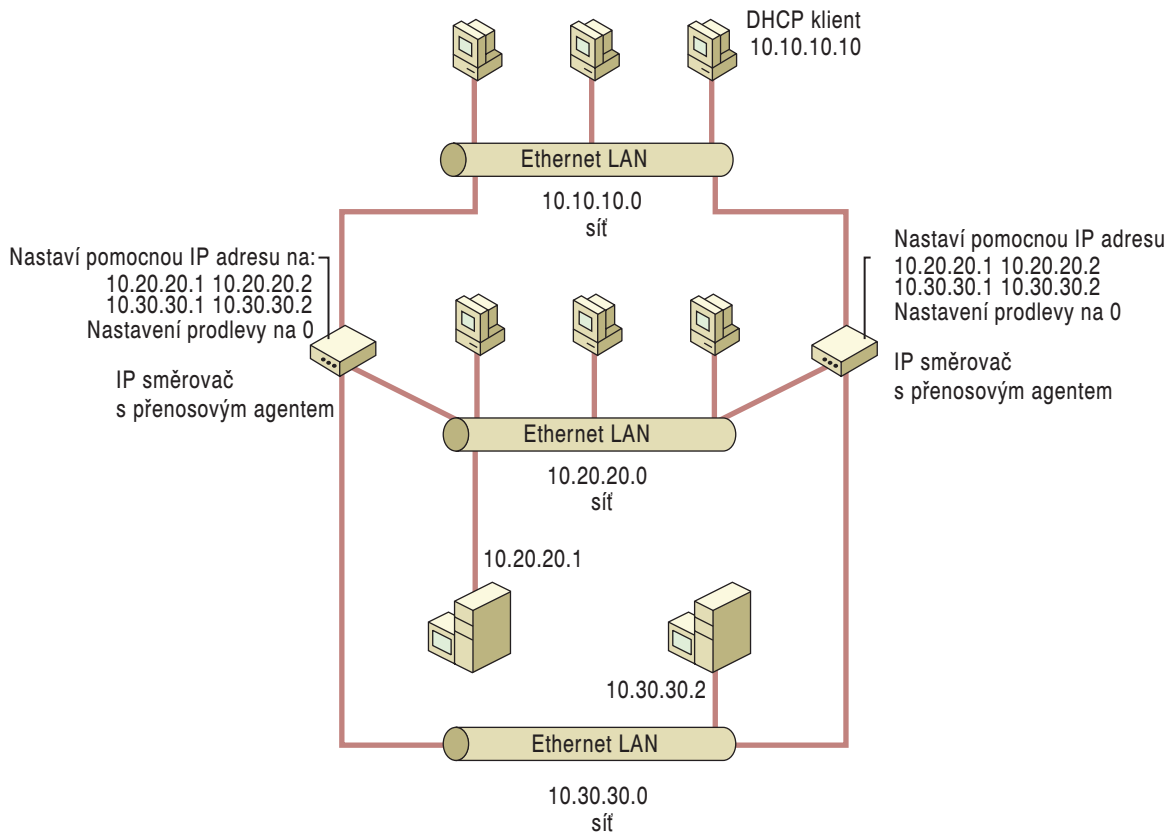 DHCP klient
10.10.10.10
Ethernet LAN
10.10.10.0
síť
Nastaví pomocnou IP adresu na:
10.20.20.1 10.20.20.2
10.30.30.1 10.30.30.2
Nastavení prodlevy na 0
IP směrovač
s přenosovým agentem
Nastaví pomocnou IP adresu
10.20.20.1 10.20.20.2
10.30.30.1 10.30.30.2
Nastavení prodlevy na 0
IP směrovač
s přenosovým agentem
Ethernet LAN
10.20.20.0
síť
10.20.20.1
10.30.30.2
Ethernet LAN
10.30.30.0
síť